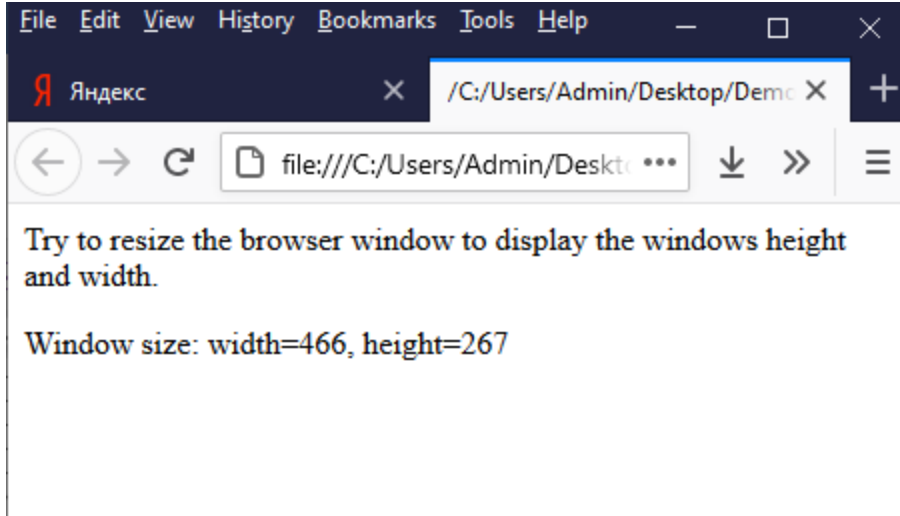 File Edit View History Bookmarks Tools Help
Я Яндекс /C:/Users/Admin/Desktop/Demo
file:///C:/Users/Admin/Deskto
Try to resize the browser window to display the windows height
and width.
Window size: width=466, height=267